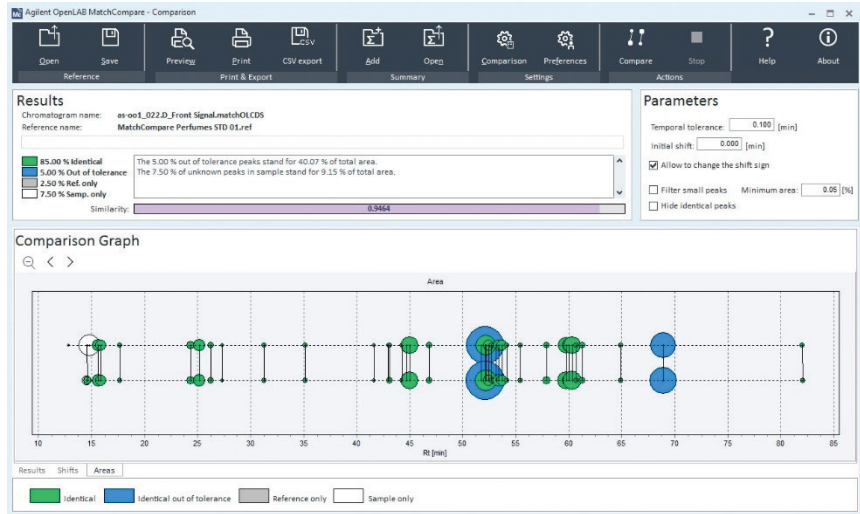 Agilent OpenLAB MatchCompare - Comparison
Open Save Preview Print CSV export Add Open Comparison Preferences Compare Stop Help About
Reference Print & Export Summary Settings Actions
Results
Chromatogram name: as-oo1_022.D_Front Signal.matchOLCDS
Reference name: MatchCompare Perfumes STD 01.ref
85.00 % Identical
5.00 % Out of tolerance
2.50 % Ref. only
7.50 % Samp. only
The 5.00 % out of tolerance peaks stand for 40.07 % of total area.
The 7.50 % of unknown peaks in sample stand for 9.15 % of total area.
Similarity: 0.9464
Parameters
Temporal tolerance: 0.100 [min]
Initial shift: 0.000 [min]
Allow to change the shift sign
Filter small peaks Minimum area: 0.05 [%]
Hide identical peaks
Comparison Graph
Area
10 15 20 25 30 35 40 45 50 55 60 65 70 75 80 85
Rt [min]
Results Shifts Areas
Identical Identical out of tolerance Reference only Sample only